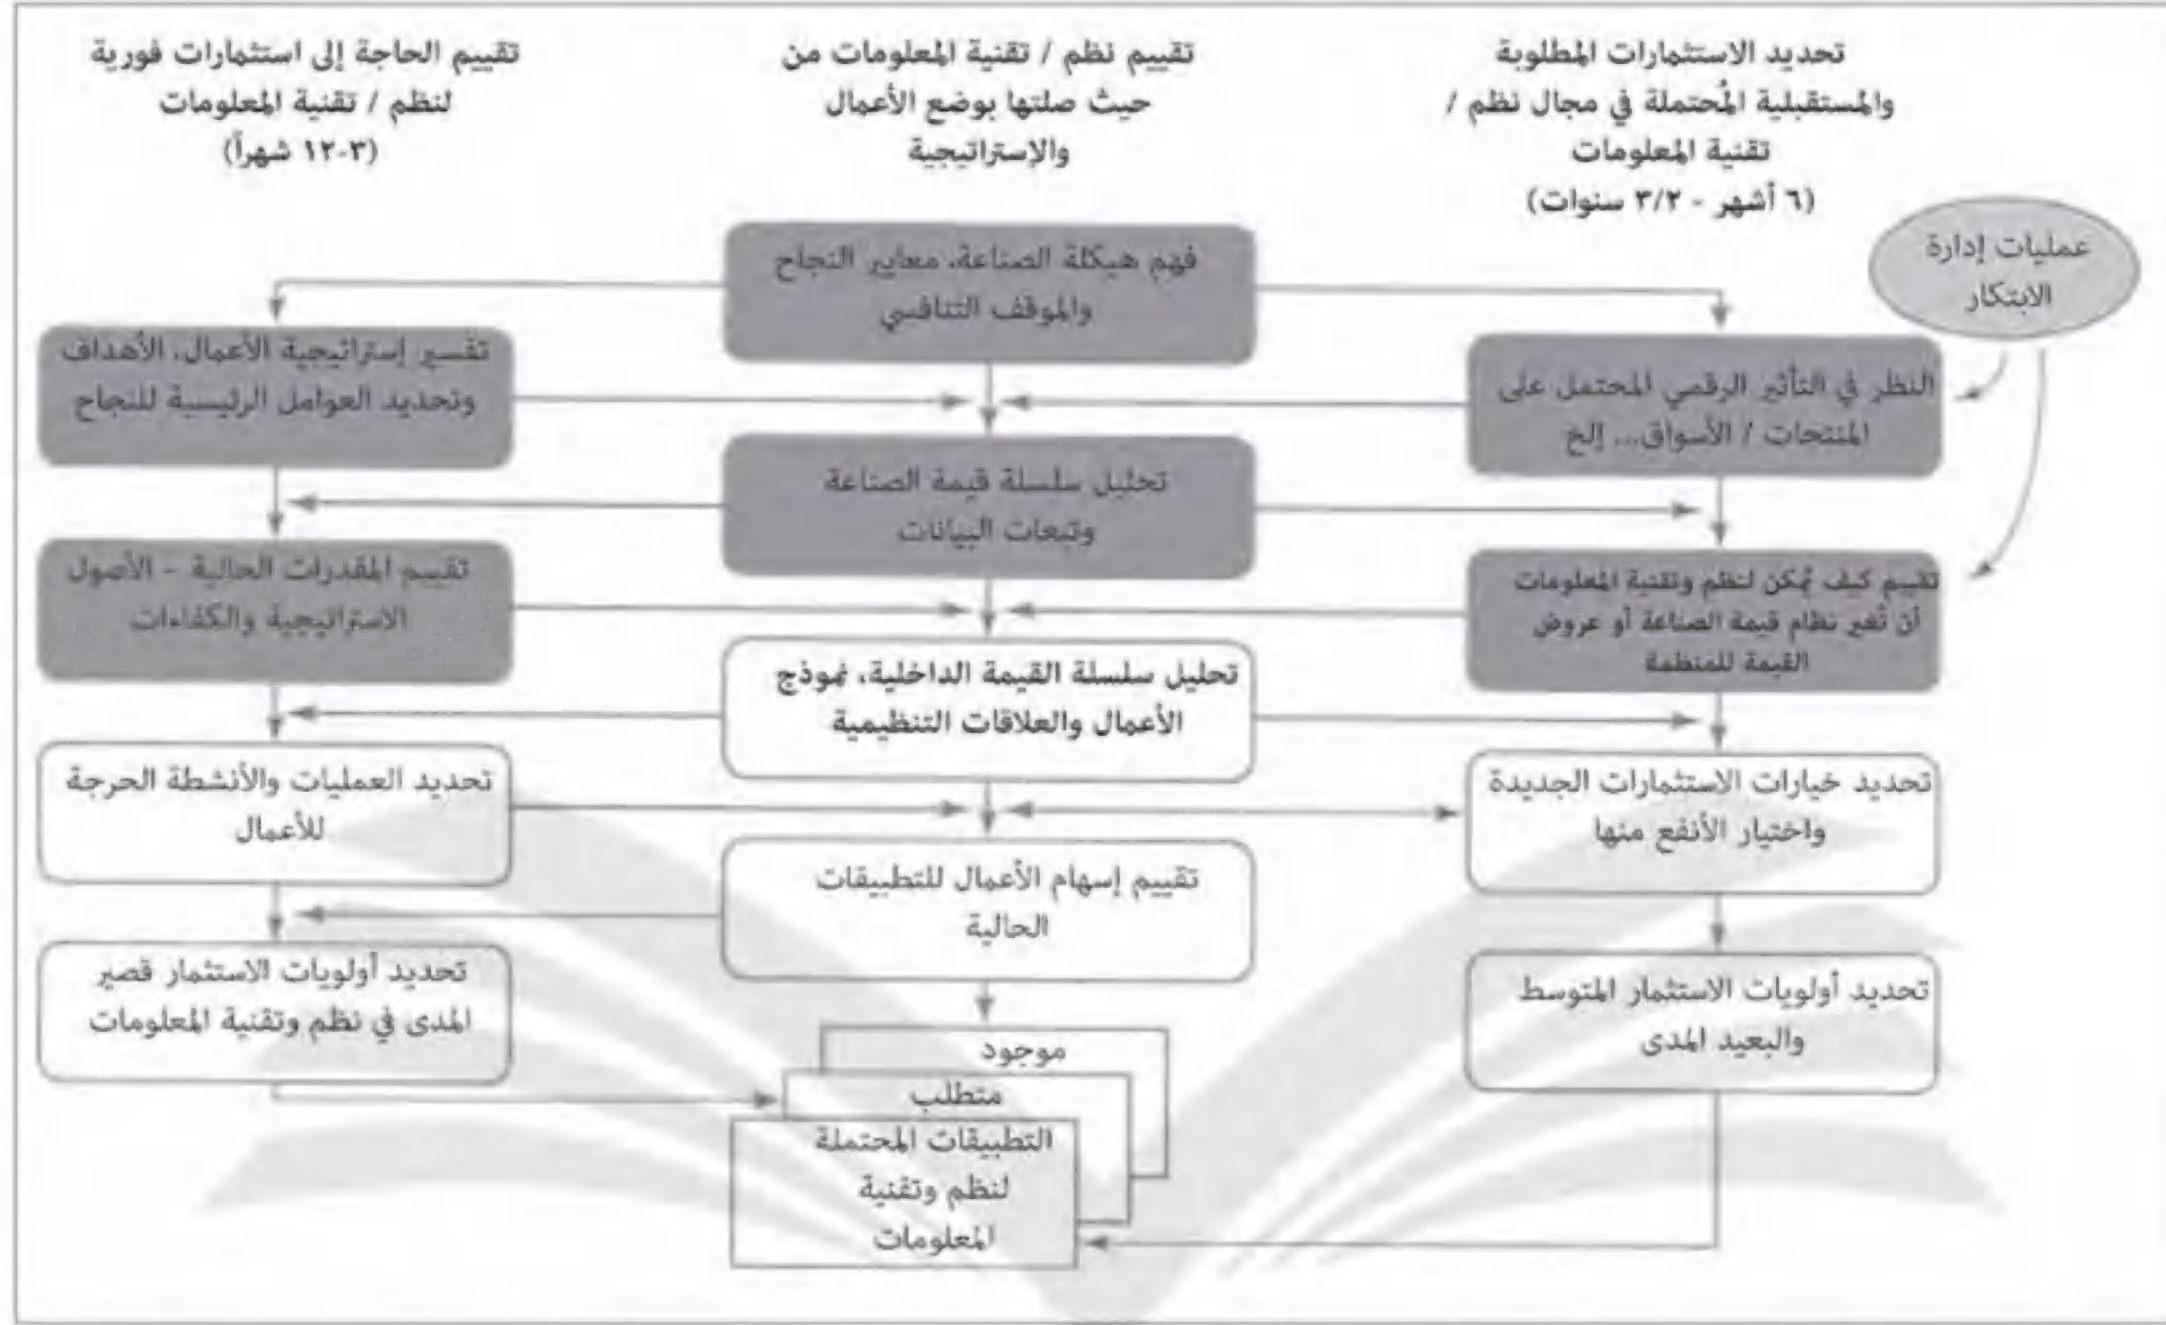 تحديد الاستثمارات المطلوبة
والمستقبلية المُحتملة في مجال نظم /
تقنية المعلومات
(٦ أشهر - ٣/٢ سنوات)
تقييم نظم / تقنية المعلومات من
حيث صلتها بوضع الأعمال
والإستراتيجية
تقييم الحاجة إلى استثمارات فورية
لنظم / تقنية المعلومات
(٣-١٢ شهراً)
عمليات إدارة
الابتكار
فهم هيكلة الصناعة، معايير النجاح
والموقف التنافسي
النظر في التأثير الرقمي المحتمل على
المنتجات / الأسواق... إلخ
تفسير إستراتيجية الأعمال، الأهداف
وتحديد العوامل الرئيسية للنجاح
تحليل سلسلة قيمة الصناعة
وتبعات البيانات
تقييم كيف يُمكن لنظم وتقنية المعلومات
أن تُغير نظام قيمة الصناعة أو عروض
القيمة للمنظمة
تقييم المقدرات الحالية - الأصول
الاستراتيجية والكفاءات
تحليل سلسلة القيمة الداخلية، نموذج
الأعمال والعلاقات التنظيمية
تحديد خيارات الاستثمارات الجديدة
واختيار الأنفع منها
تحديد العمليات والأنشطة الحرجة
للأعمال
تقييم إسهام الأعمال للتطبيقات
الحالية
تحديد أولويات الاستثمار المتوسط
والبعيد المدى
تحديد أولويات الاستثمار قصير
المدى في نظم وتقنية المعلومات
موجود
متطلب
التطبيقات المحتملة
لنظم وتقنية
المعلومات